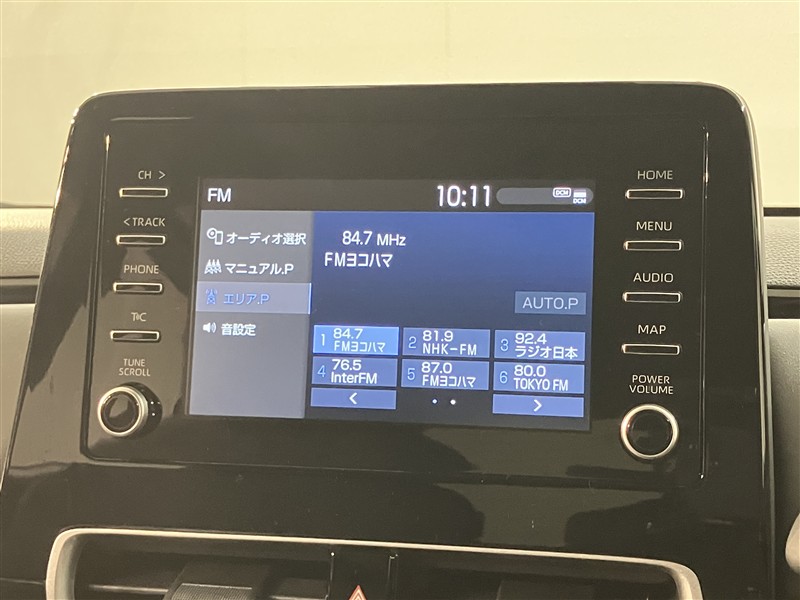 CH >
< TRACK
PHONE
T C
TUNE
SCROLL
FM
10:11
DCM
DCM
オーディオ選択
マニュアル.P
エリア.P
音設定
84.7 MHz
FMヨコハマ
AUTO.P
1 84.7 FMヨコハマ
2 81.9 NHK-FM
3 92.4 ラジオ日本
4 76.5 InterFM
5 87.0 FMヨコハマ
6 80.0 TOKYO FM
<
>
HOME
MENU
AUDIO
MAP
POWER
VOLUME